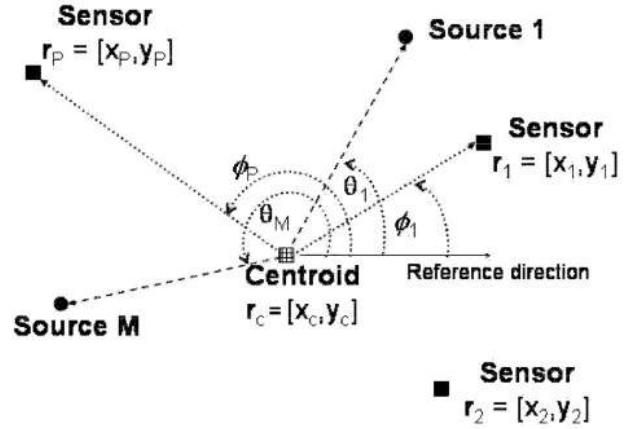 Sensor
r_P = [x_P,y_P]
Source 1
Sensor
r_1 = [x_1,y_1]
ϕ_P
θ_1
θ_M
ϕ_1
Centroid
Reference direction
r_c = [x_c,y_c]
Source M
Sensor
r_2 = [x_2,y_2]